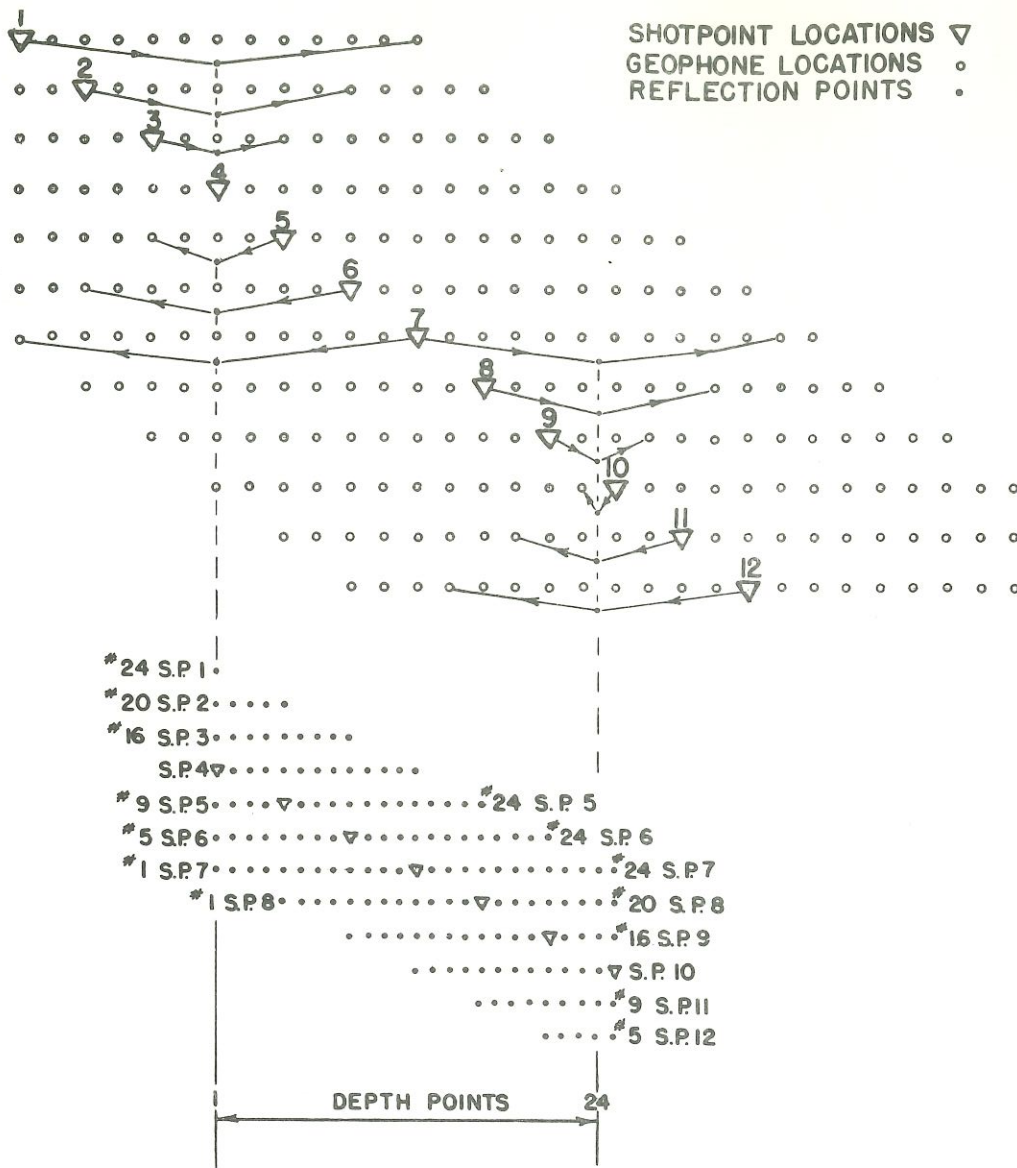 1
SHOTPOINT LOCATIONS ▽
GEOPHONE LOCATIONS o
REFLECTION POINTS •
2
3
4
5
6
7
8
9
10
11
12
#24 S.P. 1
#20 S.P. 2
#16 S.P. 3
S.P. 4
#9 S.P. 5 #24 S.P. 5
#5 S.P. 6 #24 S.P. 6
#1 S.P. 7 #24 S.P. 7
#1 S.P. 8 #20 S.P. 8
#16 S.P. 9
S.P. 10
#9 S.P. 11
#5 S.P. 12
1 DEPTH POINTS 24